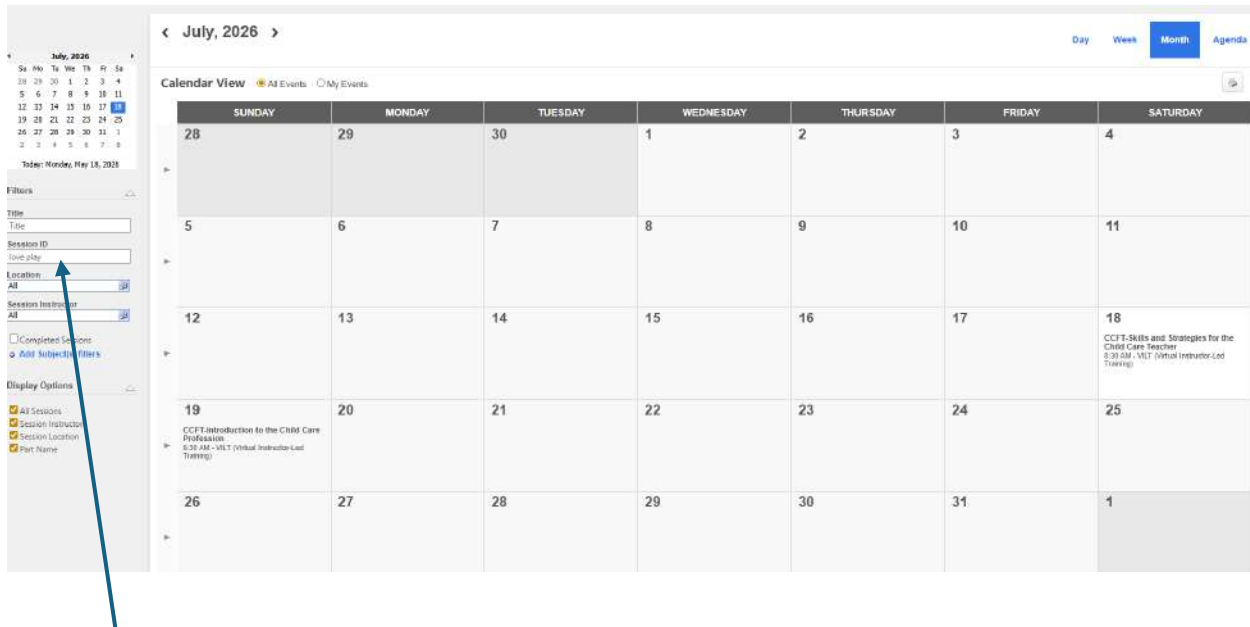 July, 2026
Su Mo Tu We Th Fr Sa
28 29 30 1 2 3 4
5 6 7 8 9 10 11
12 13 14 15 16 17 18
19 20 21 22 23 24 25
26 27 28 29 30 31 1
2 3 4 5 6 7 8
Today: Monday, May 18, 2026
Filters
Title
Title
Session ID
love play
Location
All
Session Instructor
All
Completed Sessions
Add Subject(s) filters
Display Options
All Sessions
Session Instructor
Session Location
Part Name
July, 2026
Day Week Month Agenda
Calendar View All Events My Events
SUNDAY MONDAY TUESDAY WEDNESDAY THURSDAY FRIDAY SATURDAY
28 29 30 1 2 3 4
5 6 7 8 9 10 11
12 13 14 15 16 17 18
CCFT-Skills and Strategies for the
Child Care Teacher
8:30 AM - VILT (Virtual Instructor-Led
Training)
19 20 21 22 23 24 25
CCFT-Introduction to the Child Care
Profession
8:30 AM - VILT (Virtual Instructor-Led
Training)
26 27 28 29 30 31 1